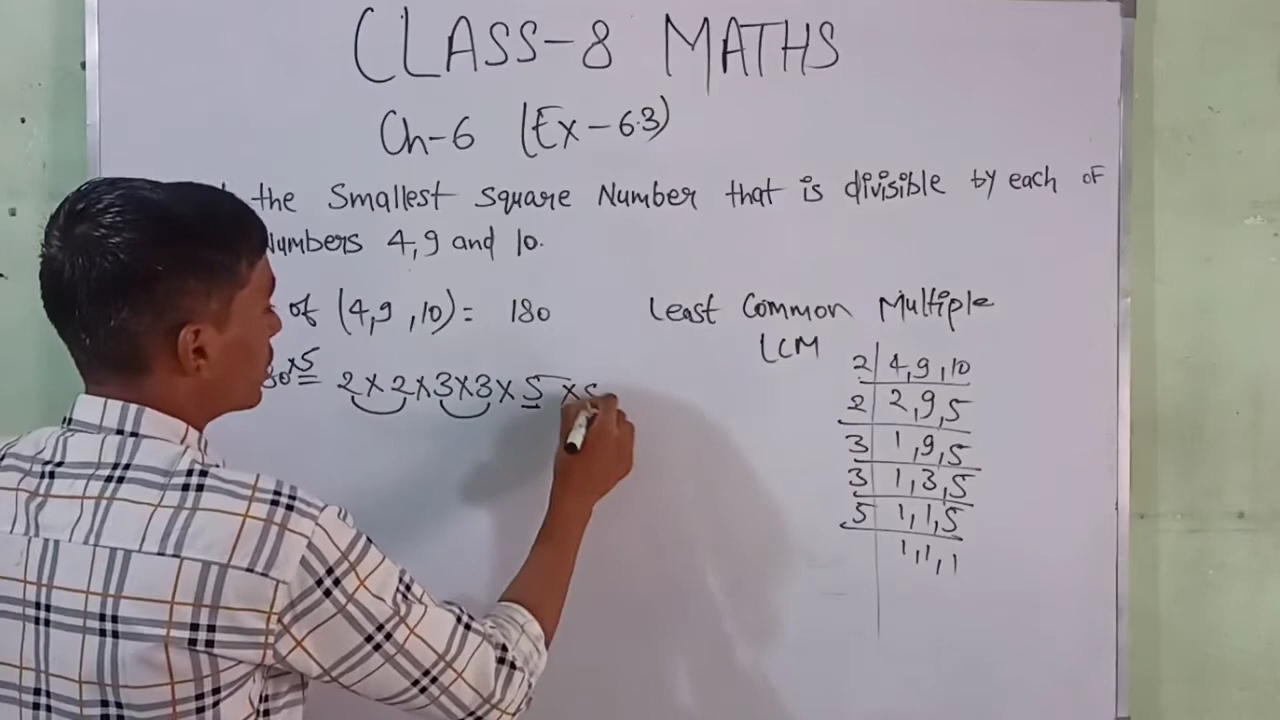 CLASS-8 MATHS
Ch-6 (Ex-6.3)
the smallest square Number that is divisible by each of
Numbers 4,9 and 10.
of (4,9,10)= 180
80×5 = 2×2×3×3×5×5
Least Common Multiple
LCM
2 | 4,9,10
2 | 2,9,5
3 | 1,9,5
3 | 1,3,5
5 | 1,1,5
1,1,1